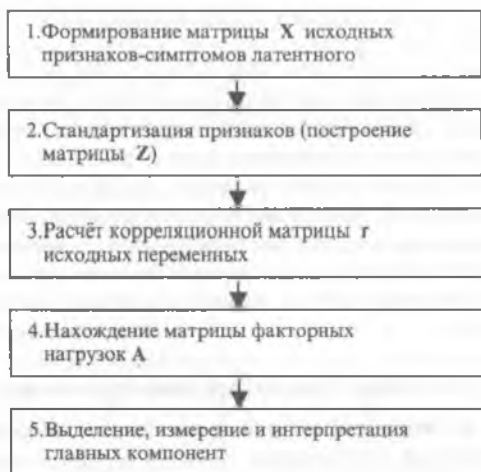 1.Формирование матрицы X исходных
признаков-симптомов латентного
2.Стандартизация признаков (построение
матрицы Z)
3.Расчёт корреляционной матрицы r
исходных переменных
4.Нахождение матрицы факторных
нагрузок A
5.Выделение, измерение и интерпретация
главных компонент